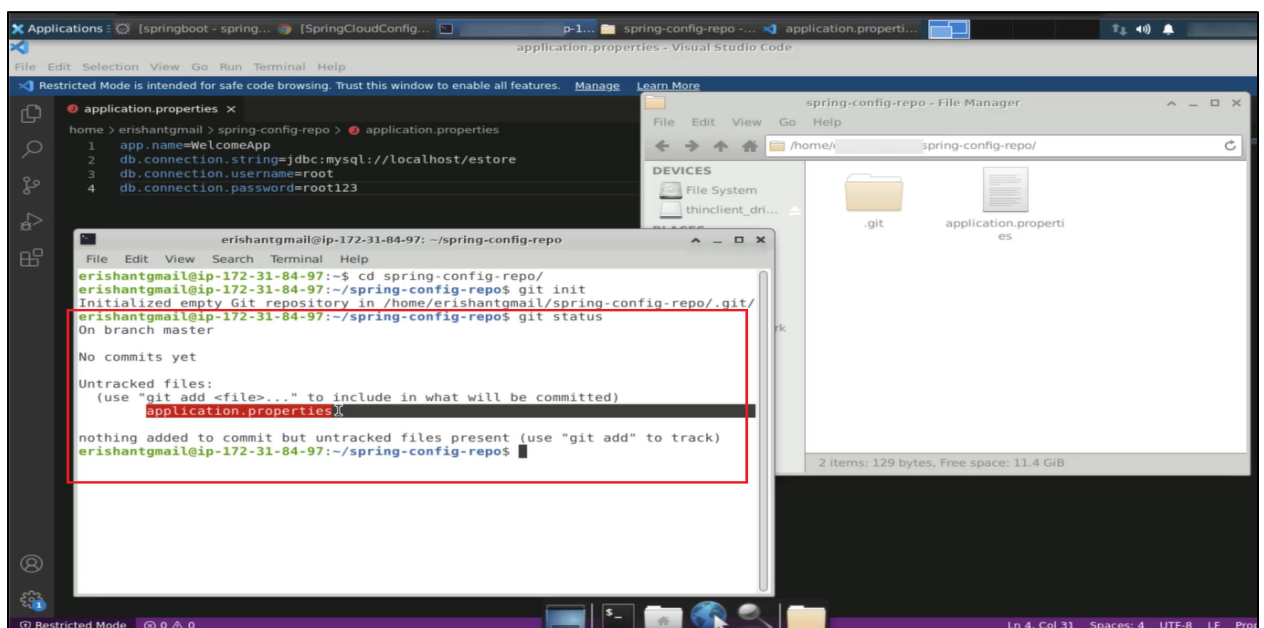 Applications : [springboot - spring... [SpringCloudConfig... p-1... spring-config-repo -... application.properti...
application.properties - Visual Studio Code
File Edit Selection View Go Run Terminal Help
Restricted Mode is intended for safe code browsing. Trust this window to enable all features. Manage Learn More
application.properties ×
home > erishantgmail > spring-config-repo > application.properties
1 app.name=WelcomeApp
2 db.connection.string=jdbc:mysql://localhost/estore
3 db.connection.username=root
4 db.connection.password=root123
spring-config-repo - File Manager
File Edit View Go Help
/home/ spring-config-repo/
DEVICES
File System
thinclient_dri...
.git
application.properti
es
erishantgmail@ip-172-31-84-97: ~/spring-config-repo
File Edit View Search Terminal Help
erishantgmail@ip-172-31-84-97:~$ cd spring-config-repo/
erishantgmail@ip-172-31-84-97:~/spring-config-repo$ git init
Initialized empty Git repository in /home/erishantgmail/spring-config-repo/.git/
erishantgmail@ip-172-31-84-97:~/spring-config-repo$ git status
On branch master
No commits yet
Untracked files:
(use "git add <file>..." to include in what will be committed)
application.properties
nothing added to commit but untracked files present (use "git add" to track)
erishantgmail@ip-172-31-84-97:~/spring-config-repo$
2 items: 129 bytes, Free space: 11.4 GiB
1
$_
Restricted Mode 0 0 Ln 4, Col 31 Spaces: 4 UTF-8 LF